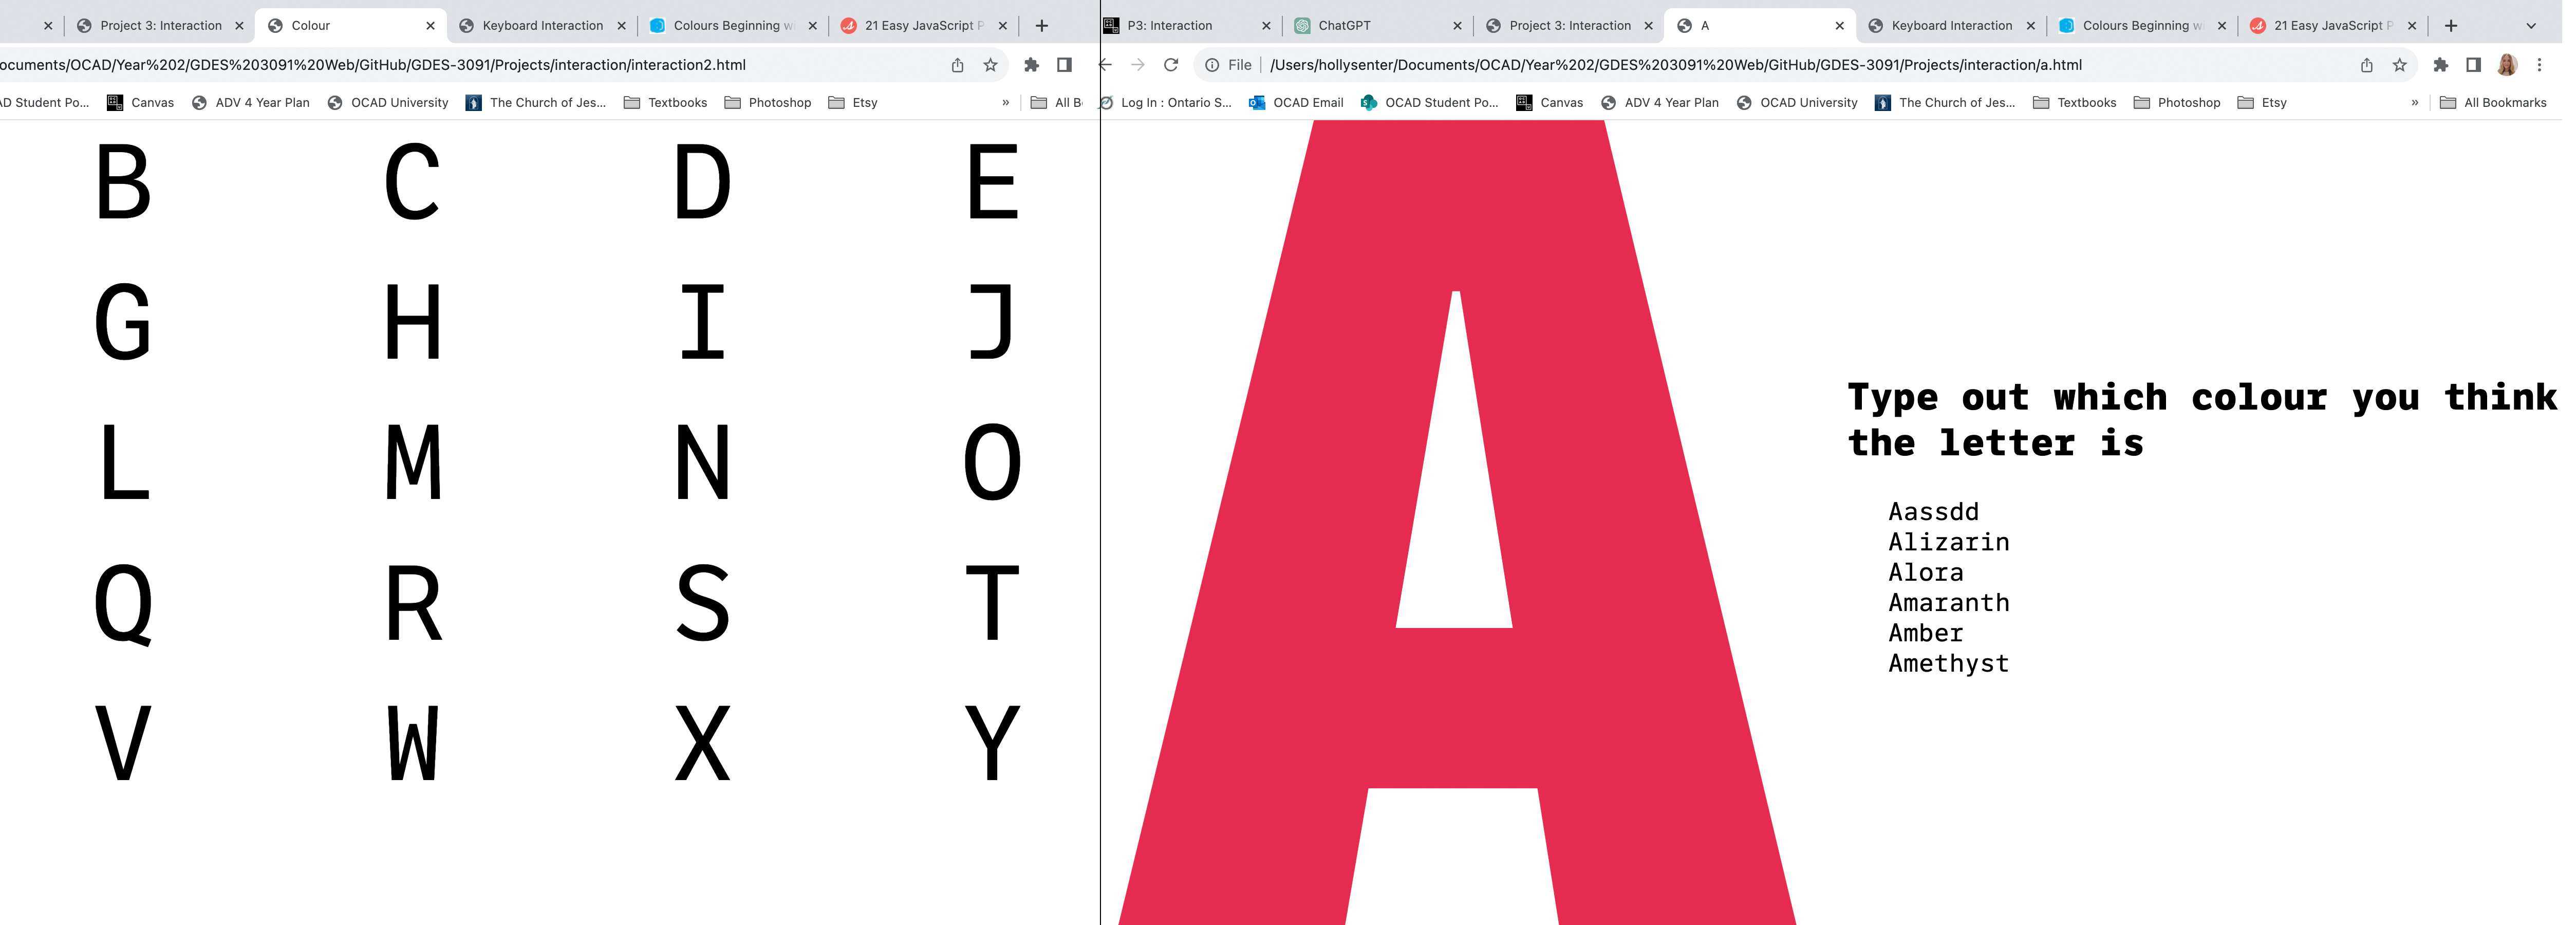 Project 3: Interaction
Colour
Keyboard Interaction
Colours Beginning w
21 Easy JavaScript P
ocuments/OCAD/Year%202/GDES%203091%20Web/GitHub/GDES-3091/Projects/interaction/interaction2.html
AD Student Po...
Canvas
ADV 4 Year Plan
OCAD University
The Church of Jes...
Textbooks
Photoshop
Etsy
»
All B
B C D E
G H I J
L M N O
Q R S T
V W X Y
P3: Interaction
ChatGPT
Project 3: Interaction
A
Keyboard Interaction
Colours Beginning w
21 Easy JavaScript P
File
/Users/hollysenter/Documents/OCAD/Year%202/GDES%203091%20Web/GitHub/GDES-3091/Projects/interaction/a.html
Log In : Ontario S...
OCAD Email
OCAD Student Po...
Canvas
ADV 4 Year Plan
OCAD University
The Church of Jes...
Textbooks
Photoshop
Etsy
»
All Bookmarks
A
Type out which colour you think
the letter is
Aassdd
Alizarin
Alora
Amaranth
Amber
Amethyst